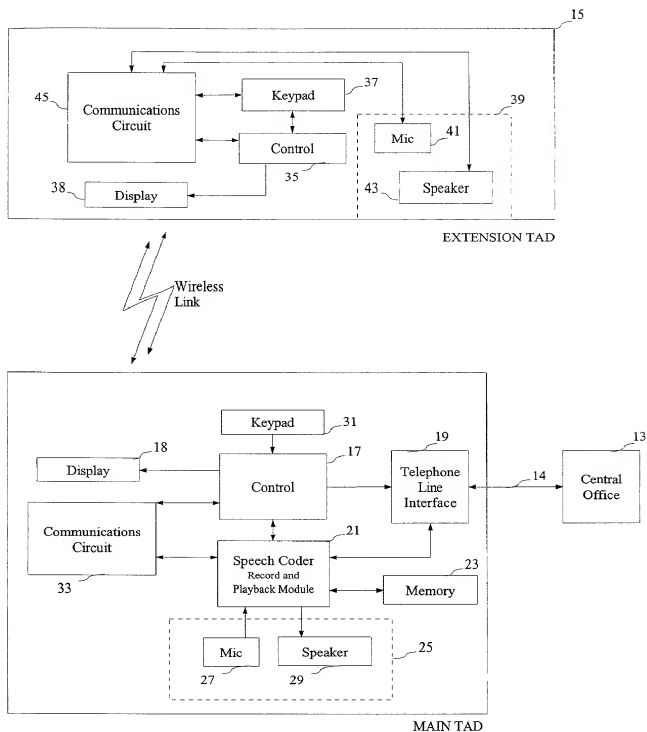 15
45
Communications
Circuit
Keypad
37
39
Mic
41
Control
35
38
Display
43
Speaker
EXTENSION TAD
Wireless
Link
Keypad
31
18
Display
17
Control
19
Telephone
Line
Interface
14
13
Central
Office
Communications
Circuit
33
21
Speech Coder
Record and
Playback Module
23
Memory
Mic
27
Speaker
29
25
MAIN TAD